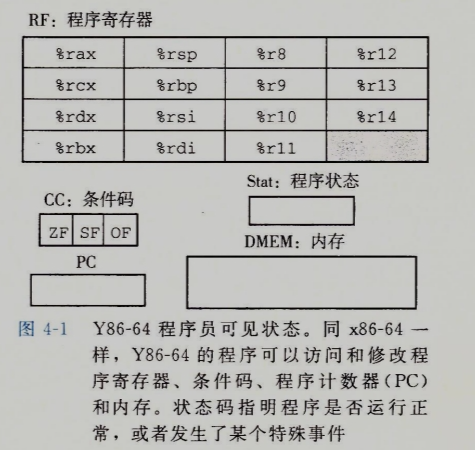 RF：程序寄存器
%rax %rsp %r8 %r12
%rcx %rbp %r9 %r13
%rdx %rsi %r10 %r14
%rbx %rdi %r11
Stat：程序状态
CC：条件码
ZF SF OF
DMEM：内存
PC
图 4-1 Y86-64 程序员可见状态。同 x86-64 一
样，Y86-64 的程序可以访问和修改程
序寄存器、条件码、程序计数器(PC)
和内存。状态码指明程序是否运行正
常，或者发生了某个特殊事件